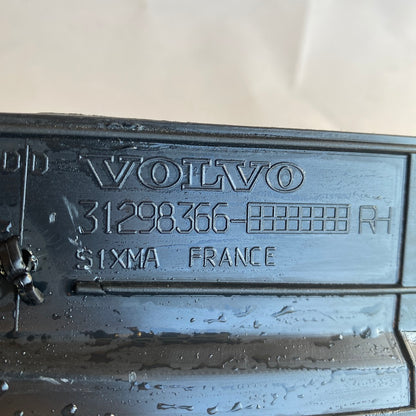 VOLVO
31298366- RH
SIXMA FRANCE